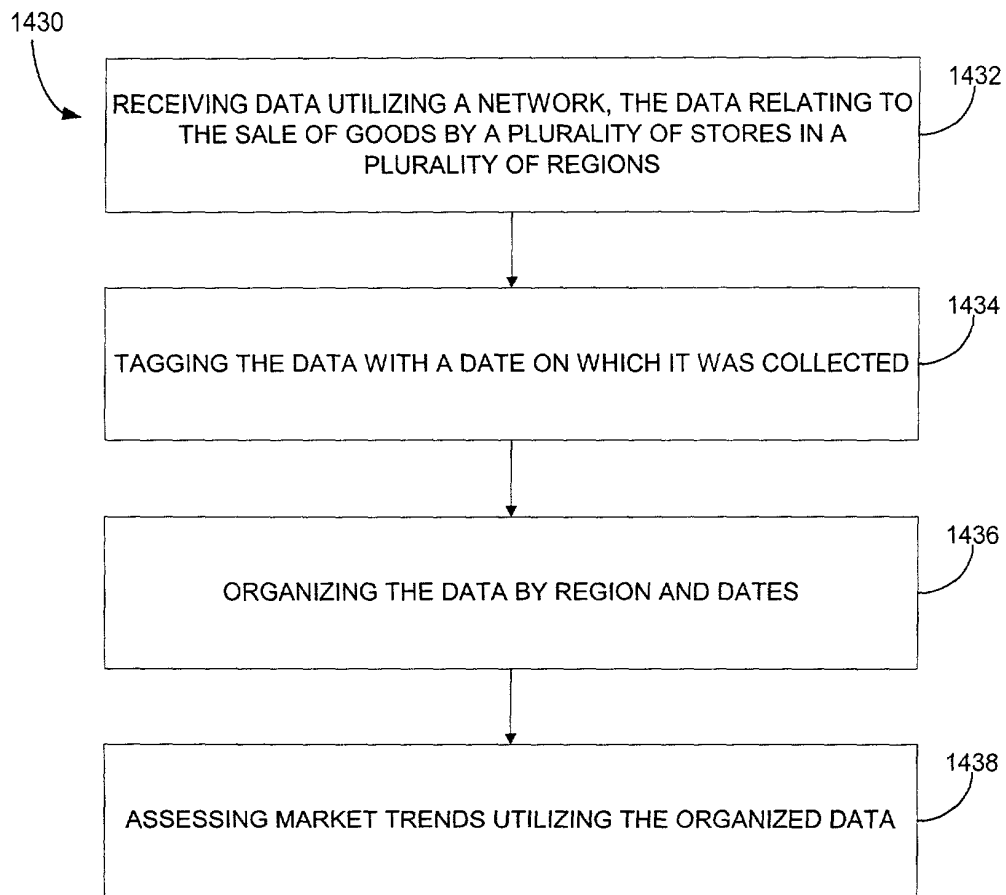 1430
1432
RECEIVING DATA UTILIZING A NETWORK, THE DATA RELATING TO
THE SALE OF GOODS BY A PLURALITY OF STORES IN A
PLURALITY OF REGIONS
1434
TAGGING THE DATA WITH A DATE ON WHICH IT WAS COLLECTED
1436
ORGANIZING THE DATA BY REGION AND DATES
1438
ASSESSING MARKET TRENDS UTILIZING THE ORGANIZED DATA